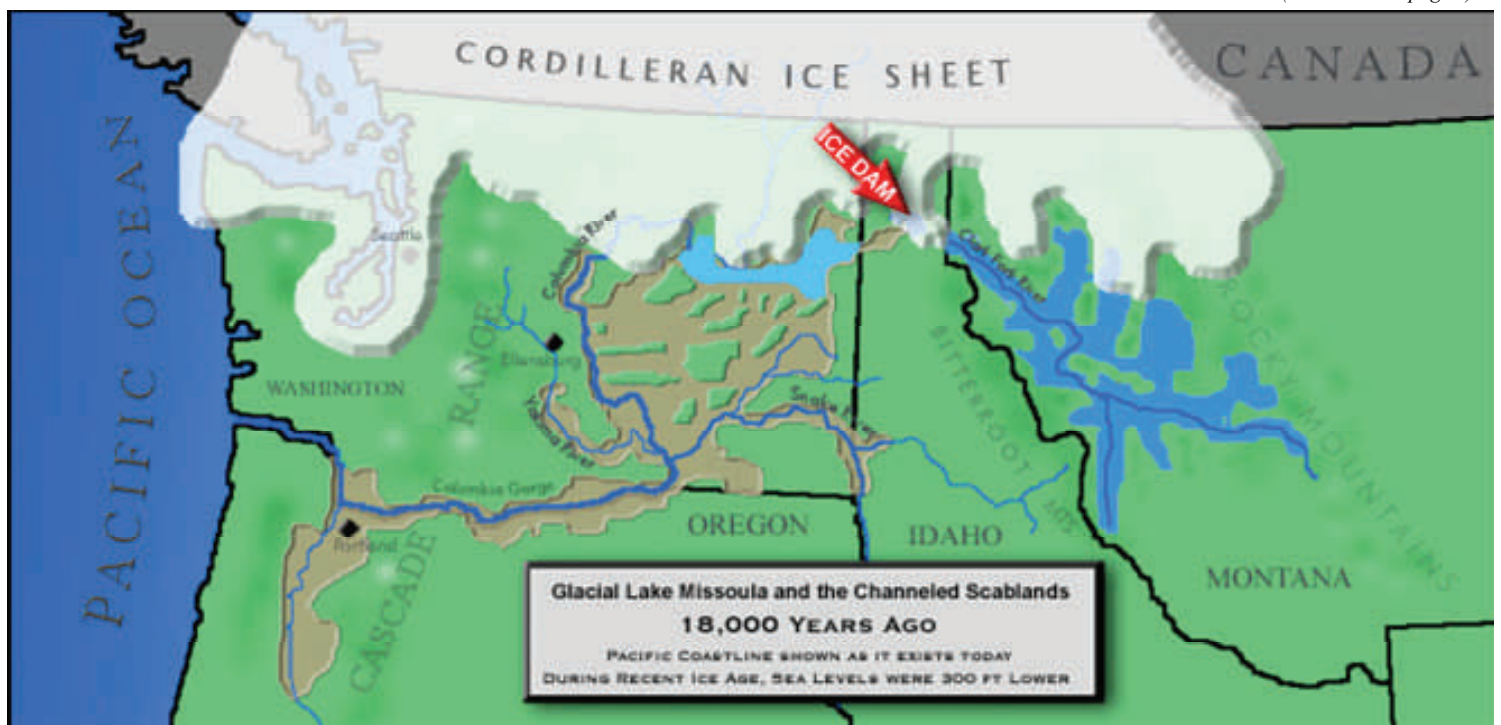 CORDILLERAN ICE SHEET
CANADA
PACIFIC OCEAN
ICE DAM
Seattle
Columbia River
Columbia River
Clark Fork River
ROCKY MOUNTAINS
BITTERROOT MTS
Ellensburg
WASHINGTON
CASCADE RANGE
Yakima River
Snake River
Columbia Gorge
Portland
OREGON
IDAHO
MONTANA
Glacial Lake Missoula and the Channeled Scablands
18,000 YEARS AGO
PACIFIC COASTLINE SHOWN AS IT EXISTS TODAY
DURING RECENT ICE AGE, SEA LEVELS WERE 300 FT LOWER